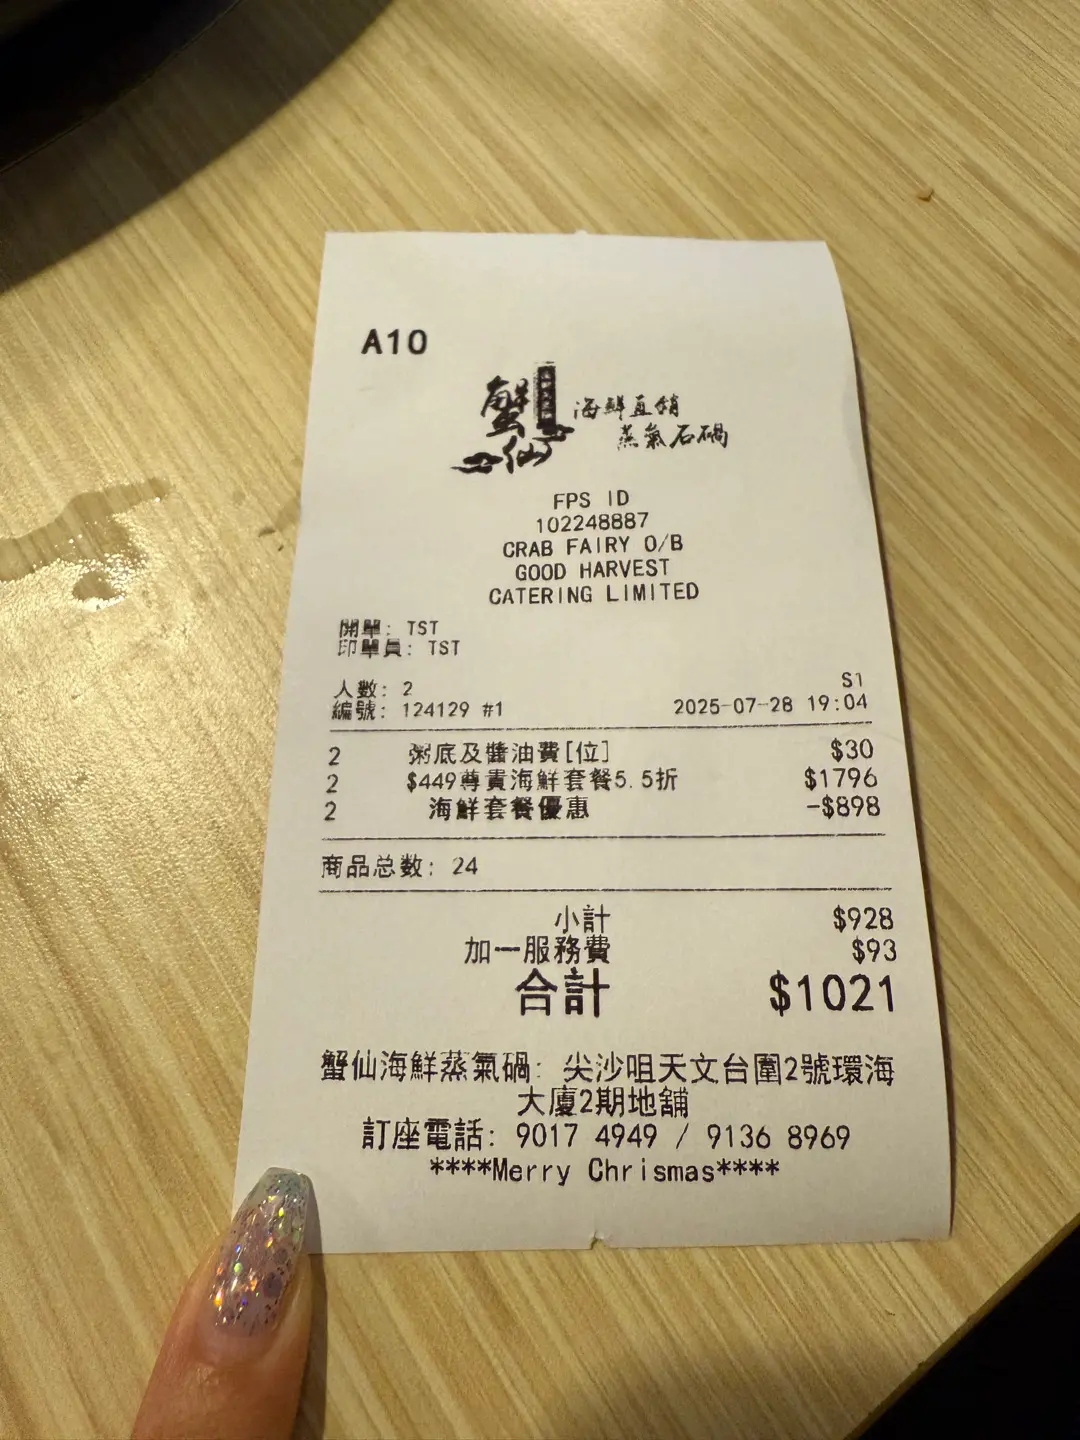 A10
蟹仙
海鮮直銷
蒸氣石鍋
FPS ID
102248887
CRAB FAIRY O/B
GOOD HARVEST
CATERING LIMITED
開單: TST
印單員: TST
人數: 2 S1
編號: 124129 #1 2025-07-28 19:04
2 粥底及醬油費[位] $30
2 $449尊貴海鮮套餐5.5折 $1796
2 海鮮套餐優惠 -$898
商品总数: 24
小計 $928
加一服務費 $93
合計 $1021
蟹仙海鮮蒸氣鍋: 尖沙咀天文台圍2號環海
大廈2期地舖
訂座電話: 9017 4949 / 9136 8969
****Merry Chrismas****